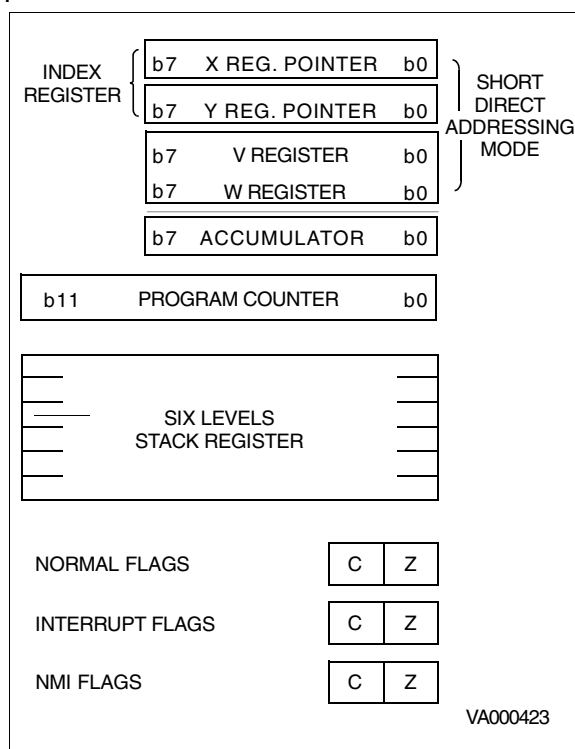 INDEX
REGISTER
b7 X REG. POINTER b0
b7 Y REG. POINTER b0
b7 V REGISTER b0
b7 W REGISTER b0
SHORT
DIRECT
ADDRESSING
MODE
b7 ACCUMULATOR b0
b11 PROGRAM COUNTER b0
SIX LEVELS
STACK REGISTER
NORMAL FLAGS C Z
INTERRUPT FLAGS C Z
NMI FLAGS C Z
VA000423